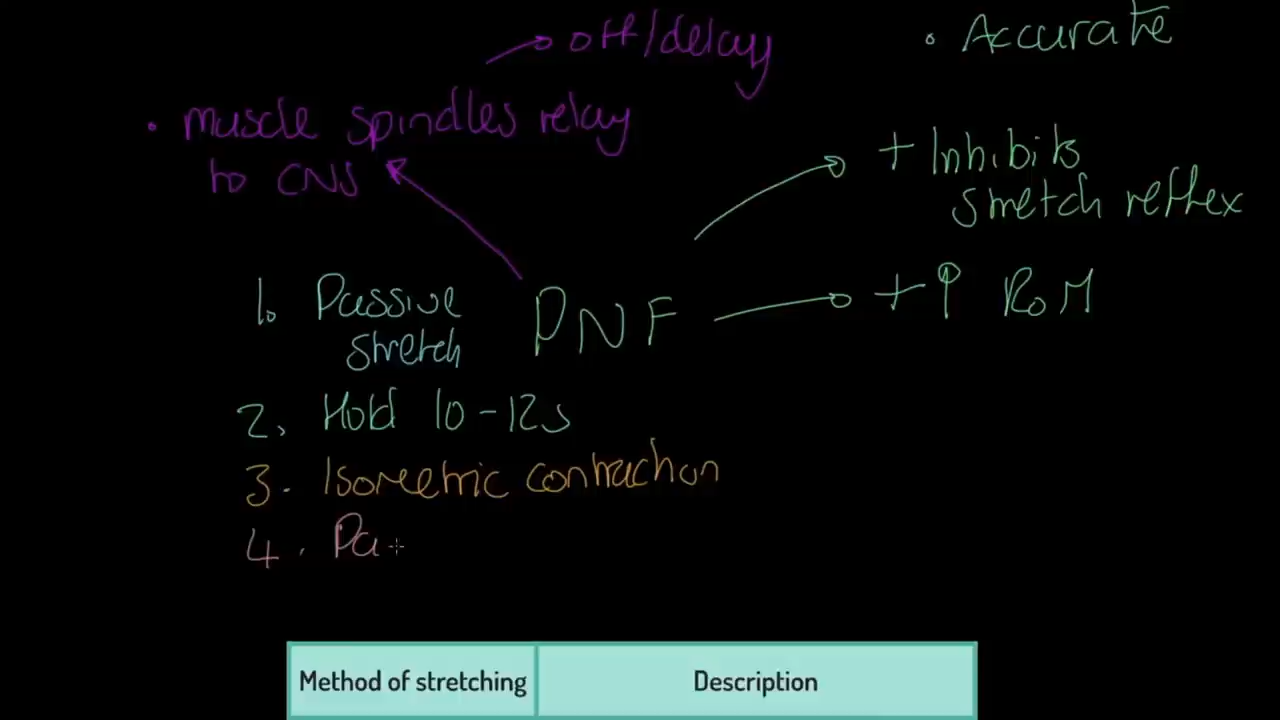 off/delay
• Accurate
• muscle spindles relay
to CNS
+ Inhibits
stretch reflex
1. Passive
stretch
PNF
+ ↑ ROM
2. Hold 10-12s
3. Isometric contraction
4. Pa
Method of stretching
Description